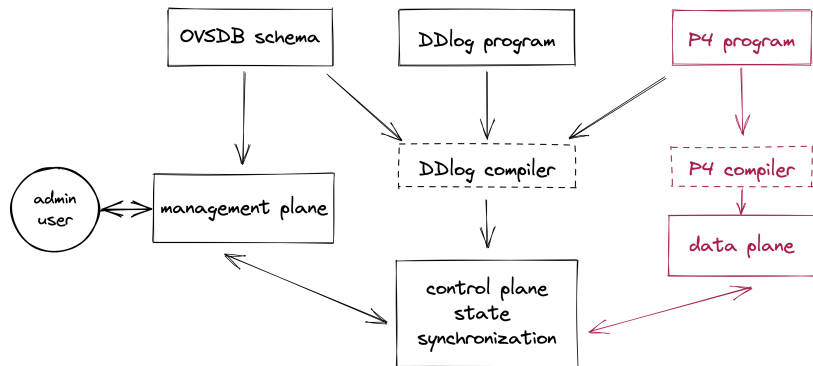 OVSDB schema
DDlog program
P4 program
DDlog compiler
P4 compiler
admin
user
management plane
data plane
control plane
state
synchronization